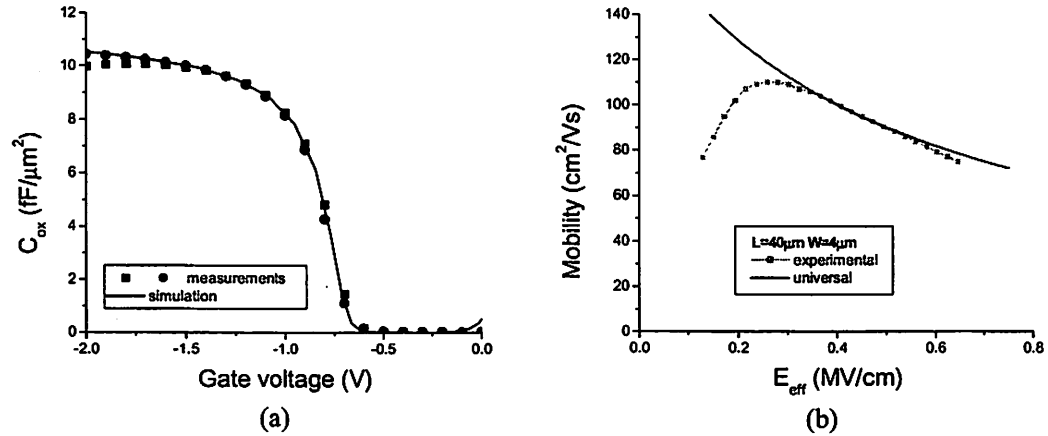 12
10
8
6
4
2
0
-2.0
-1.5
-1.0
-0.5
0.0
C_ox (fF/μm²)
Gate voltage (V)
measurements
simulation
(a)
140
120
100
80
60
40
20
0
0.0
0.2
0.4
0.6
0.8
Mobility (cm²/Vs)
E_eff (MV/cm)
L=40μm W=4μm
experimental
universal
(b)